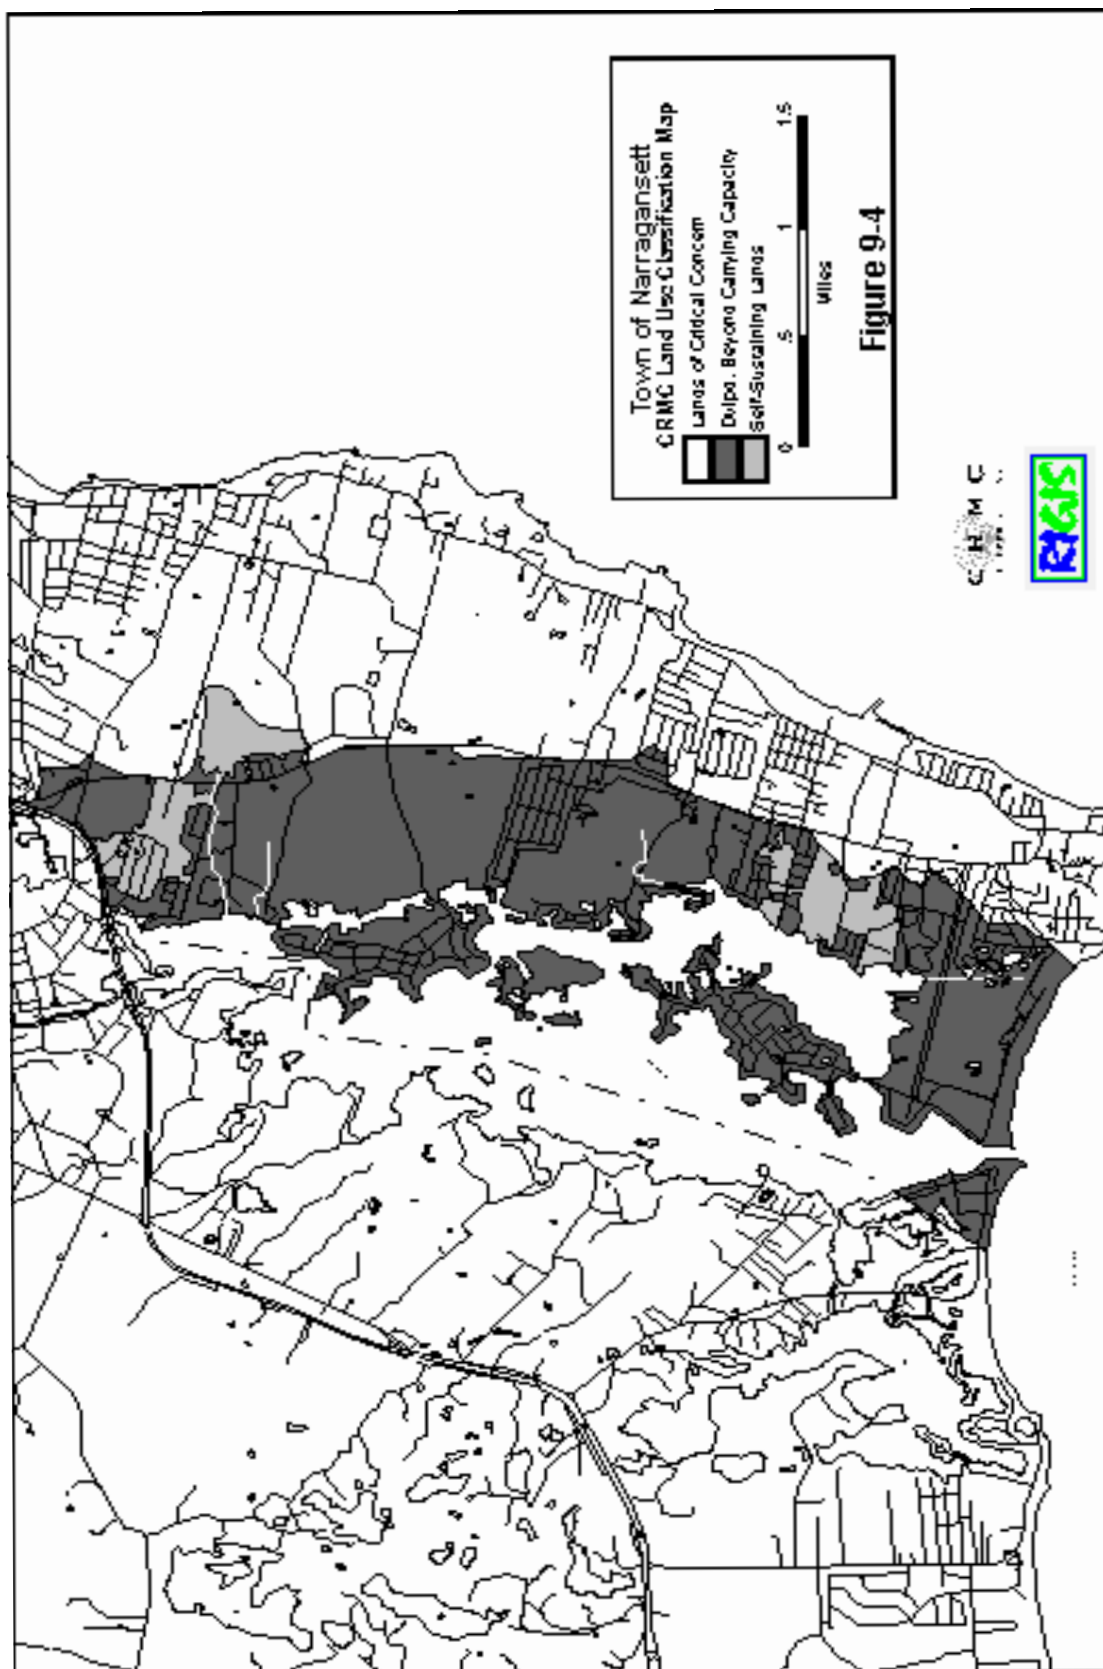 Town of Narragansett
CRMC Land Use Classification Map
Lands of Critical Concern
Dvlpd. Beyond Carrying Capacity
Self-Sustaining Lands
0 .5 1 1.5
Miles
Figure 9-4
C R M C
RIGIS